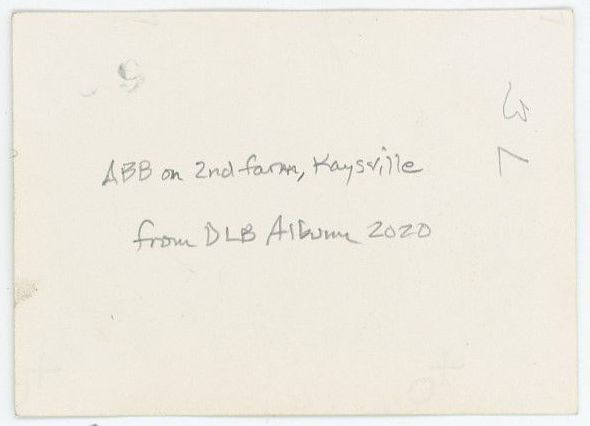 ABB on 2nd farm, Kaysville
from DLB Album 2020